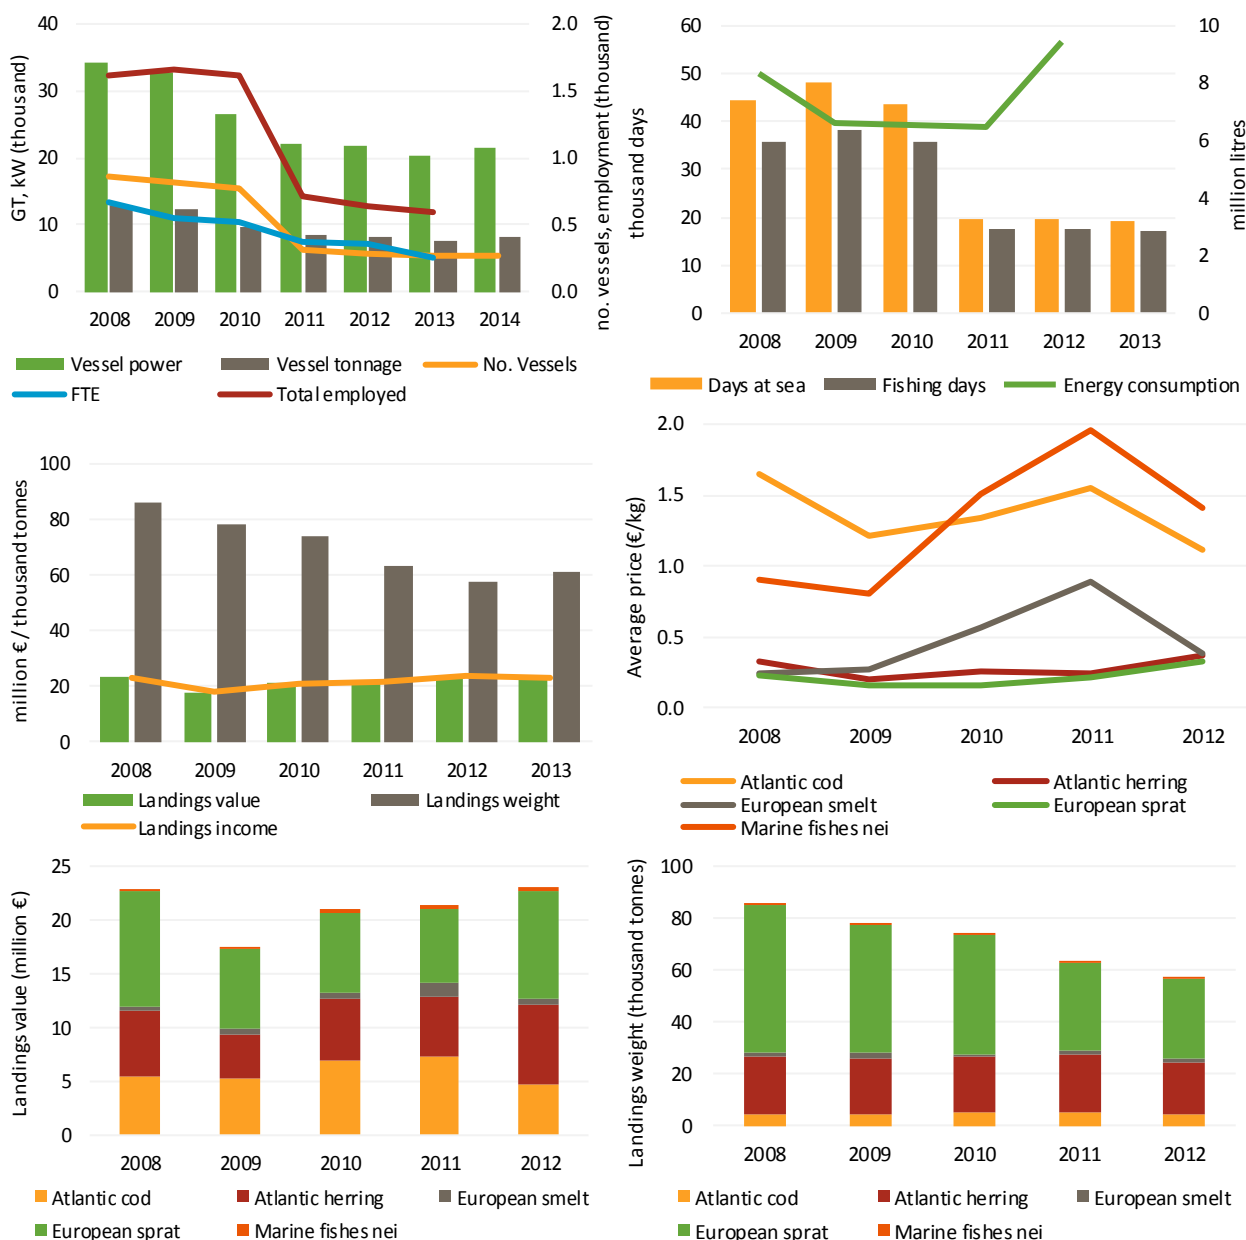 GT, kW (thousand)
40
30
20
10
0
2.0
1.5
1.0
0.5
0.0
no. vessels, employment (thousand)
2008 2009 2010 2011 2012 2013 2014
Vessel power Vessel tonnage No. Vessels
FTE Total employed
thousand days
60
50
40
30
20
10
0
10
8
6
4
2
0
million litres
2008 2009 2010 2011 2012 2013
Days at sea Fishing days Energy consumption
million € / thousand tonnes
100
80
60
40
20
0
2008 2009 2010 2011 2012 2013
Landings value Landings weight
Landings income
Average price (€/kg)
2.0
1.5
1.0
0.5
0.0
2008 2009 2010 2011 2012
Atlantic cod Atlantic herring
European smelt European sprat
Marine fishes nei
Landings value (million €)
25
20
15
10
5
0
2008 2009 2010 2011 2012
Atlantic cod Atlantic herring European smelt
European sprat Marine fishes nei
Landings weight (thousand tonnes)
100
80
60
40
20
0
2008 2009 2010 2011 2012
Atlantic cod Atlantic herring European smelt
European sprat Marine fishes nei